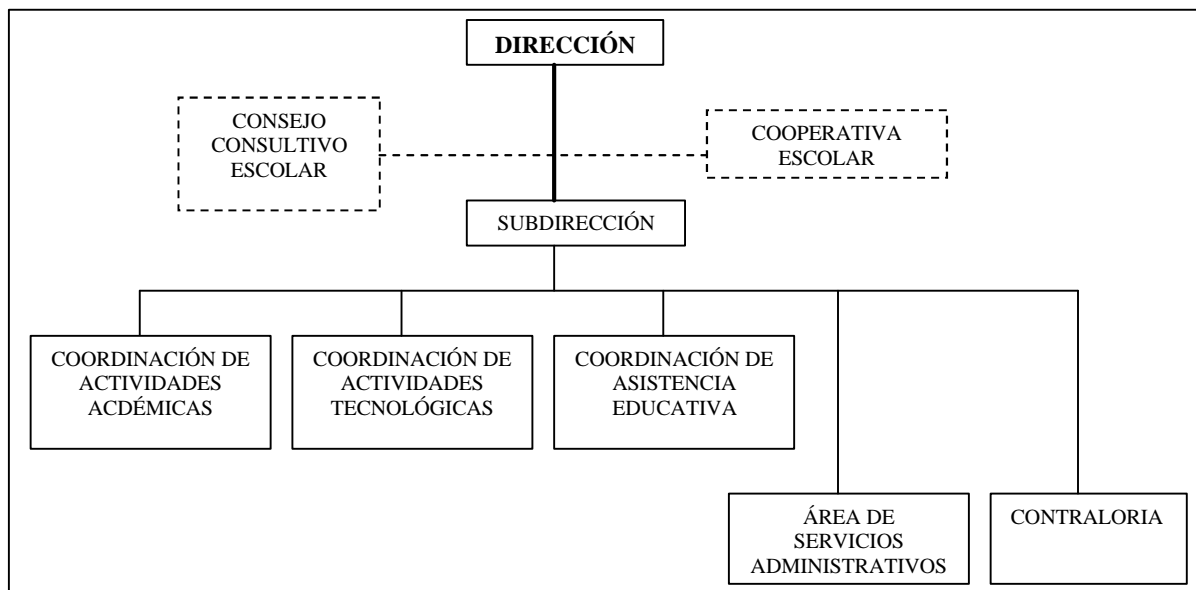 DIRECCIÓN
CONSEJO
CONSULTIVO
ESCOLAR
COOPERATIVA
ESCOLAR
SUBDIRECCIÓN
COORDINACIÓN DE
ACTIVIDADES
ACDÉMICAS
COORDINACIÓN DE
ACTIVIDADES
TECNOLÓGICAS
COORDINACIÓN DE
ASISTENCIA
EDUCATIVA
ÁREA DE
SERVICIOS
ADMINISTRATIVOS
CONTRALORIA